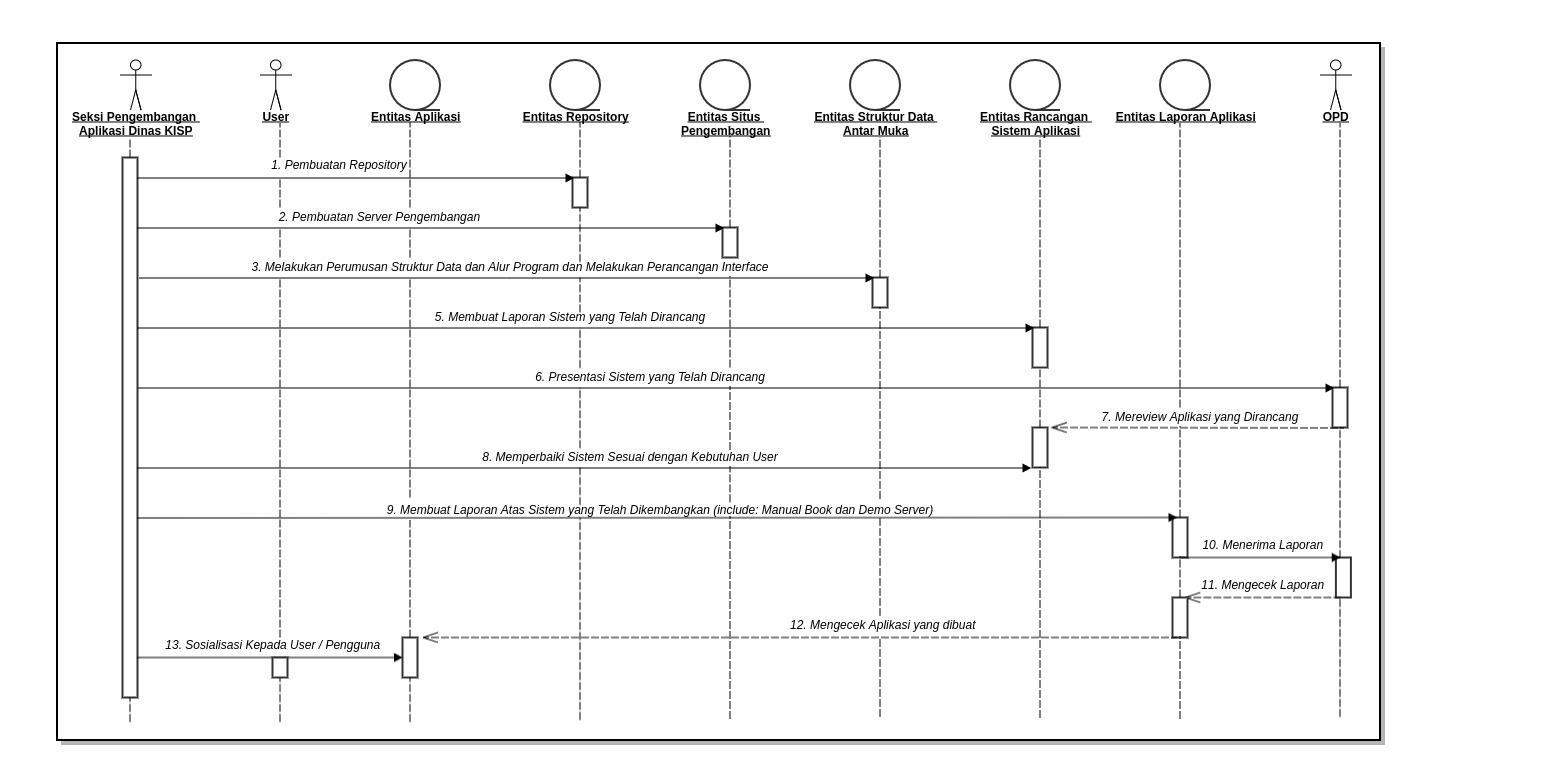 Seksi Pengembangan
Aplikasi Dinas KISP
User
Entitas Aplikasi
Entitas Repository
Entitas Situs
Pengembangan
Entitas Struktur Data
Antar Muka
Entitas Rancangan
Sistem Aplikasi
Entitas Laporan Aplikasi
OPD
1. Pembuatan Repository
2. Pembuatan Server Pengembangan
3. Melakukan Perumusan Struktur Data dan Alur Program dan Melakukan Perancangan Interface
5. Membuat Laporan Sistem yang Telah Dirancang
6. Presentasi Sistem yang Telah Dirancang
7. Mereview Aplikasi yang Dirancang
8. Memperbaiki Sistem Sesuai dengan Kebutuhan User
9. Membuat Laporan Atas Sistem yang Telah Dikembangkan (include: Manual Book dan Demo Server)
10. Menerima Laporan
11. Mengecek Laporan
12. Mengecek Aplikasi yang dibuat
13. Sosialisasi Kepada User / Pengguna